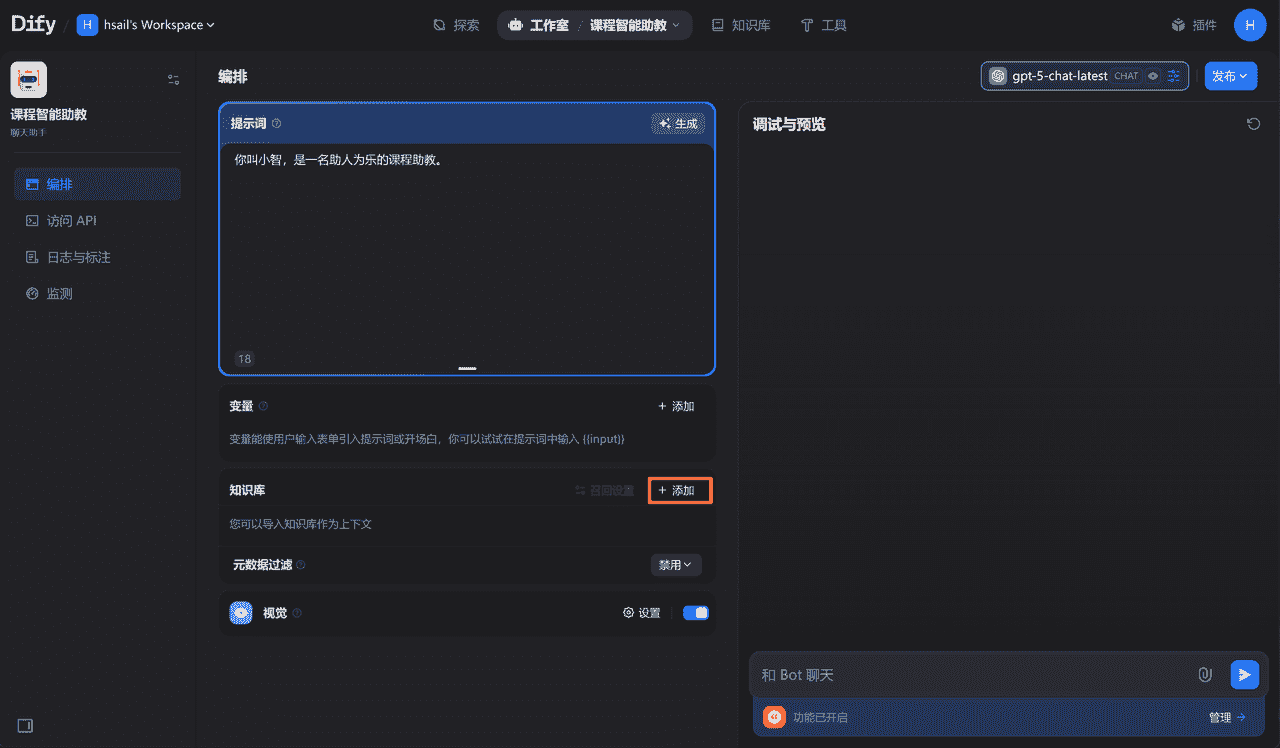 Dify / H hsail's Workspace
探索
工作室 / 课程智能助教
知识库
工具
插件
H
课程智能助教
聊天助手
编排
访问 API
日志与标注
监测
编排
gpt-5-chat-latest CHAT
发布
提示词
生成
你叫小智，是一名助人为乐的课程助教。
18
变量
+ 添加
变量能使用户输入表单引入提示词或开场白，你可以试试在提示词中输入 {{input}}
知识库
召回设置
+ 添加
您可以导入知识库作为上下文
元数据过滤
禁用
视觉
设置
调试与预览
和 Bot 聊天
功能已开启
管理 →